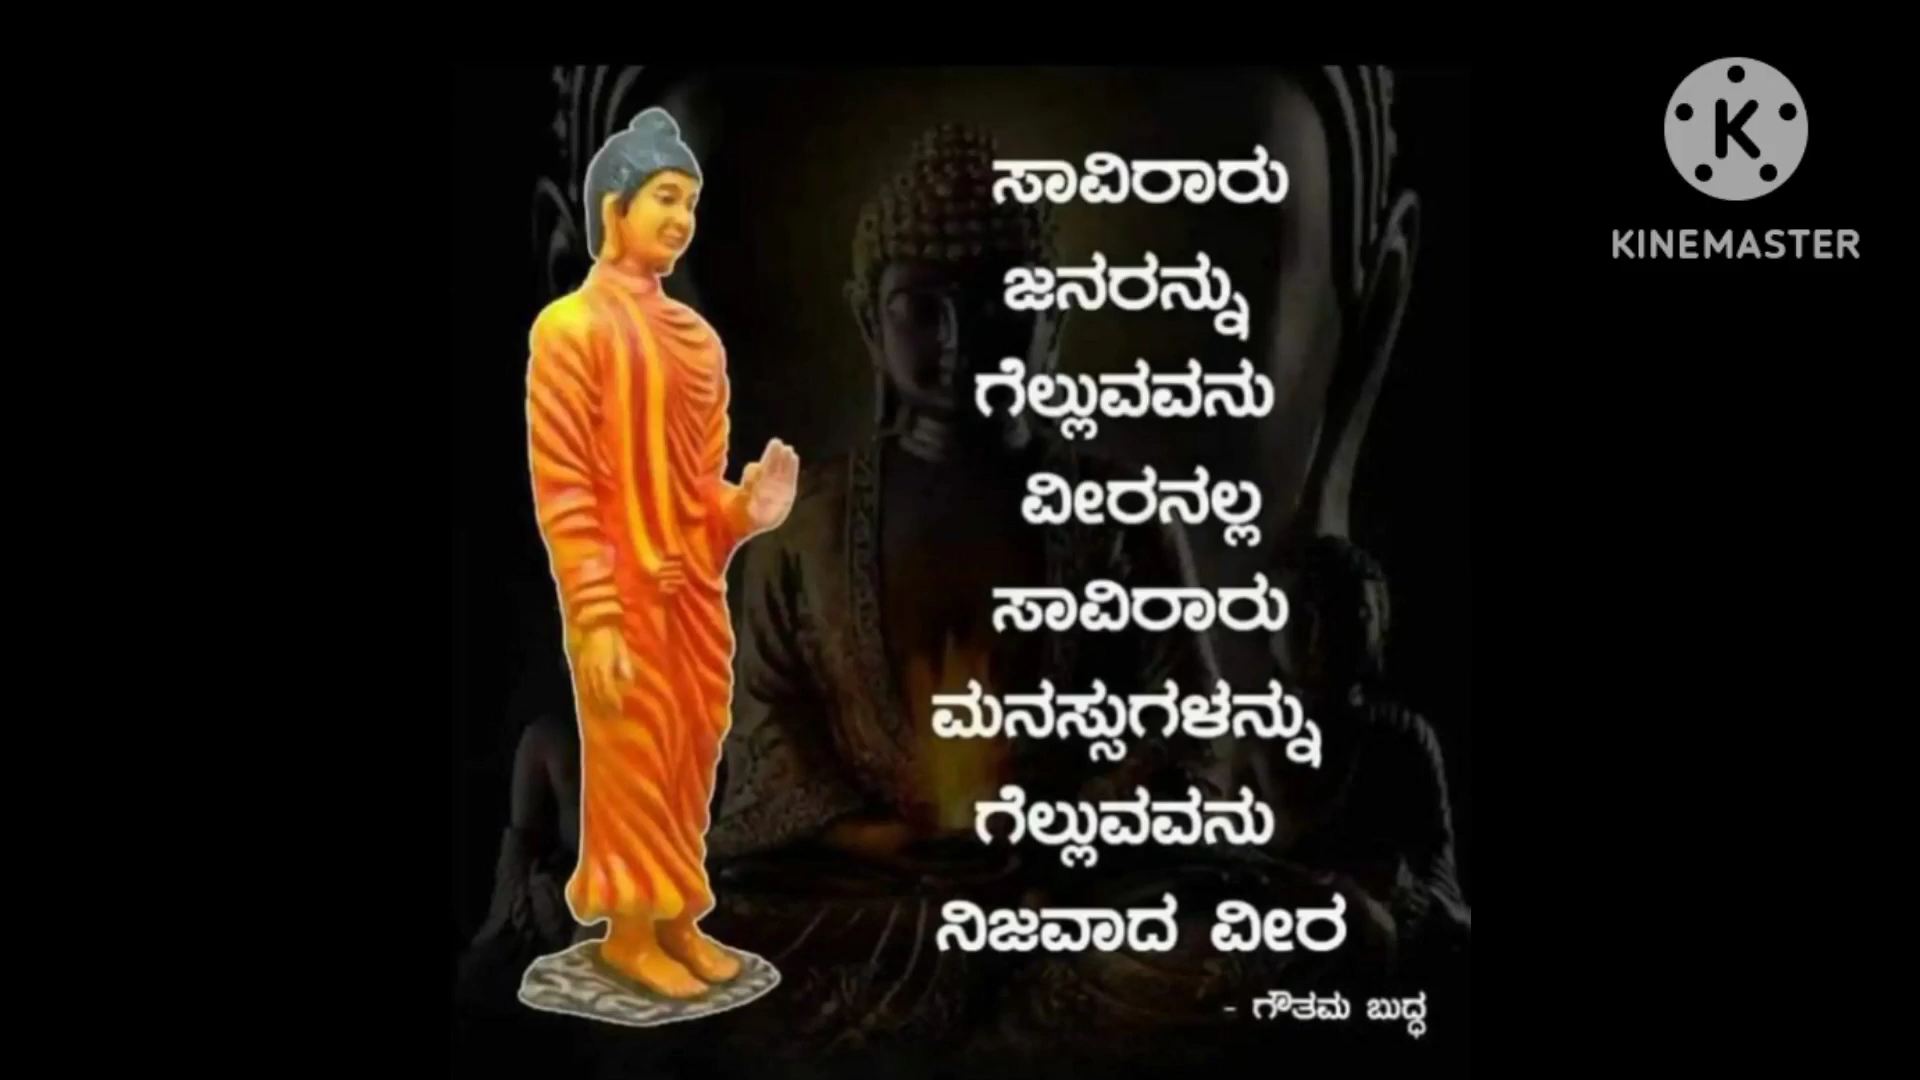 ಸಾವಿರಾರು
ಜನರನ್ನು
ಗೆಲ್ಲುವವನು
ವೀರನಲ್ಲ
ಸಾವಿರಾರು
ಮನಸ್ಸುಗಳನ್ನು
ಗೆಲ್ಲುವವನು
ನಿಜವಾದ ವೀರ
- ಗೌತಮ ಬುದ್ಧ
K
KINEMASTER